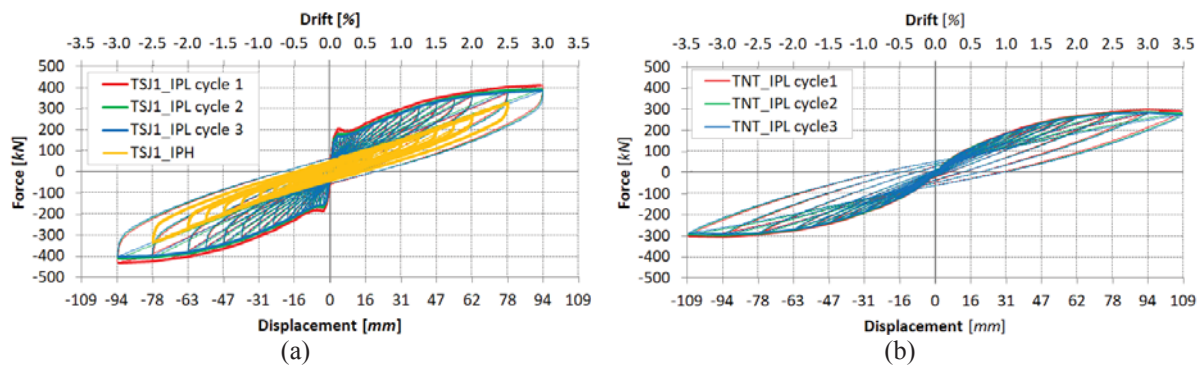 Drift [%]
-3.5 -3.0 -2.5 -2.0 -1.5 -1.0 -0.5 0.0 0.5 1.0 1.5 2.0 2.5 3.0 3.5
500
400
300
200
100
0
-100
-200
-300
-400
-500
Force [kN]
TSJ1_IPL cycle 1
TSJ1_IPL cycle 2
TSJ1_IPL cycle 3
TSJ1_IPH
-109 -94 -78 -63 -47 -31 -16 0 16 31 47 62 78 94 109
Displacement [mm]
(a)
Drift [%]
-3.5 -3.0 -2.5 -2.0 -1.5 -1.0 -0.5 0.0 0.5 1.0 1.5 2.0 2.5 3.0 3.5
500
400
300
200
100
0
-100
-200
-300
-400
-500
Force [kN]
TNT_IPL cycle1
TNT_IPL cycle2
TNT_IPL cycle3
-109 -94 -78 -63 -47 -31 -16 0 16 31 47 62 78 94 109
Displacement [mm]
(b)